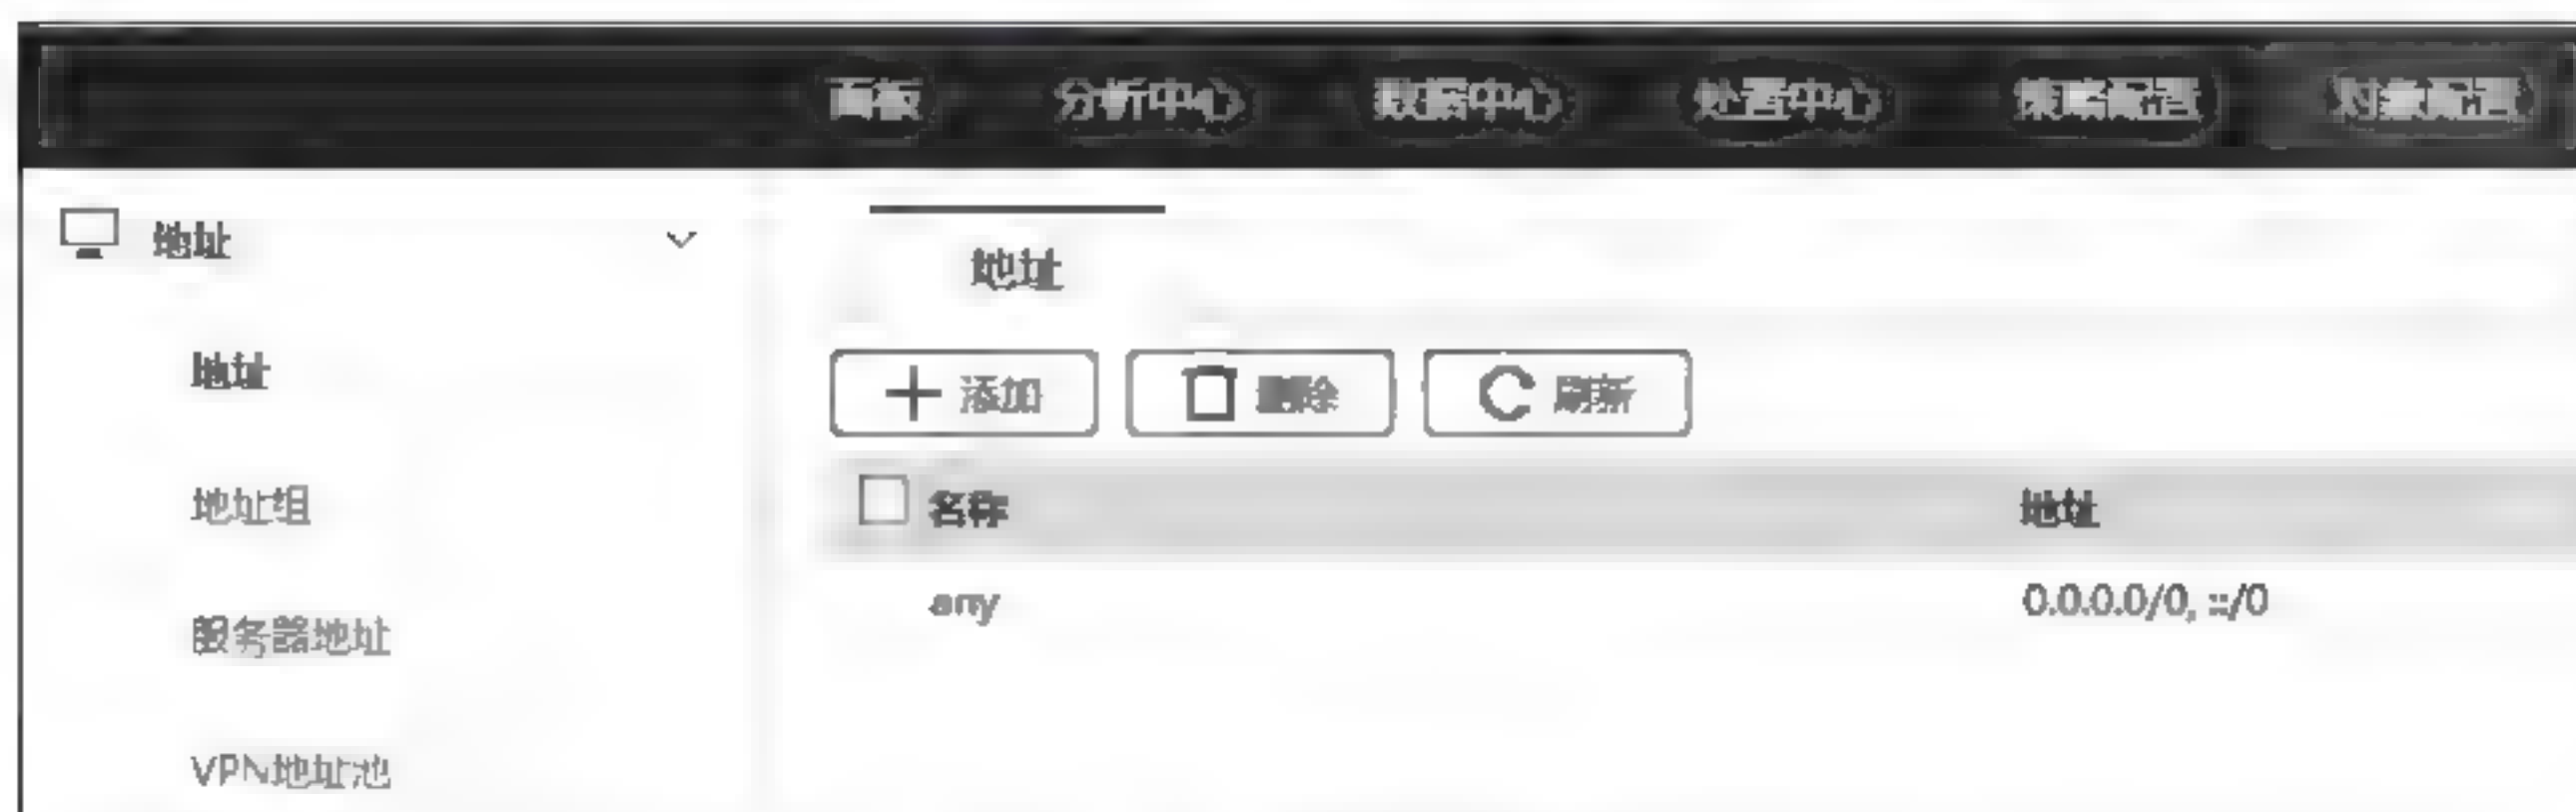 面板 分析中心 数据中心 处置中心 策略配置 对象配置
地址
地址
地址
添加 删除 刷新
地址组
名称 地址
any 0.0.0.0/0, ::/0
服务器地址
VPN地址池